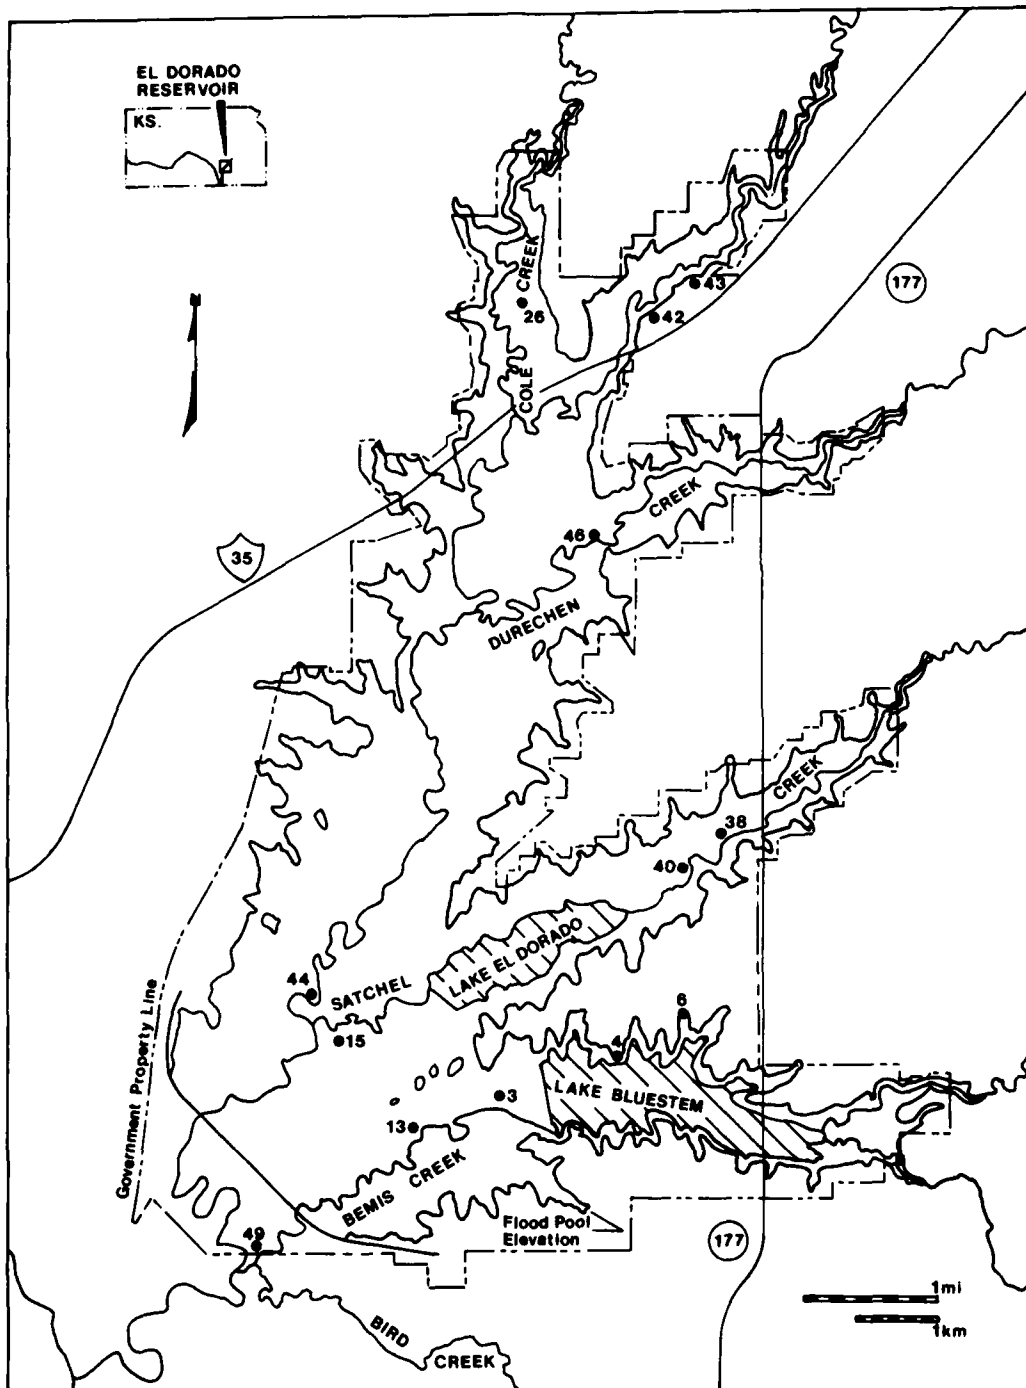 EL DORADO
RESERVOIR
KS.
N
CREEK
26
COLE
43
42
177
35
46
CREEK
DURECHEN
CREEK
38
40
LAKE EL DORADO
SATCHEL
44
15
6
4
LAKE BLUESTEM
3
13
BEMIS CREEK
Government Property Line
Flood Pool
Elevation
49
177
1mi
1km
BIRD
CREEK